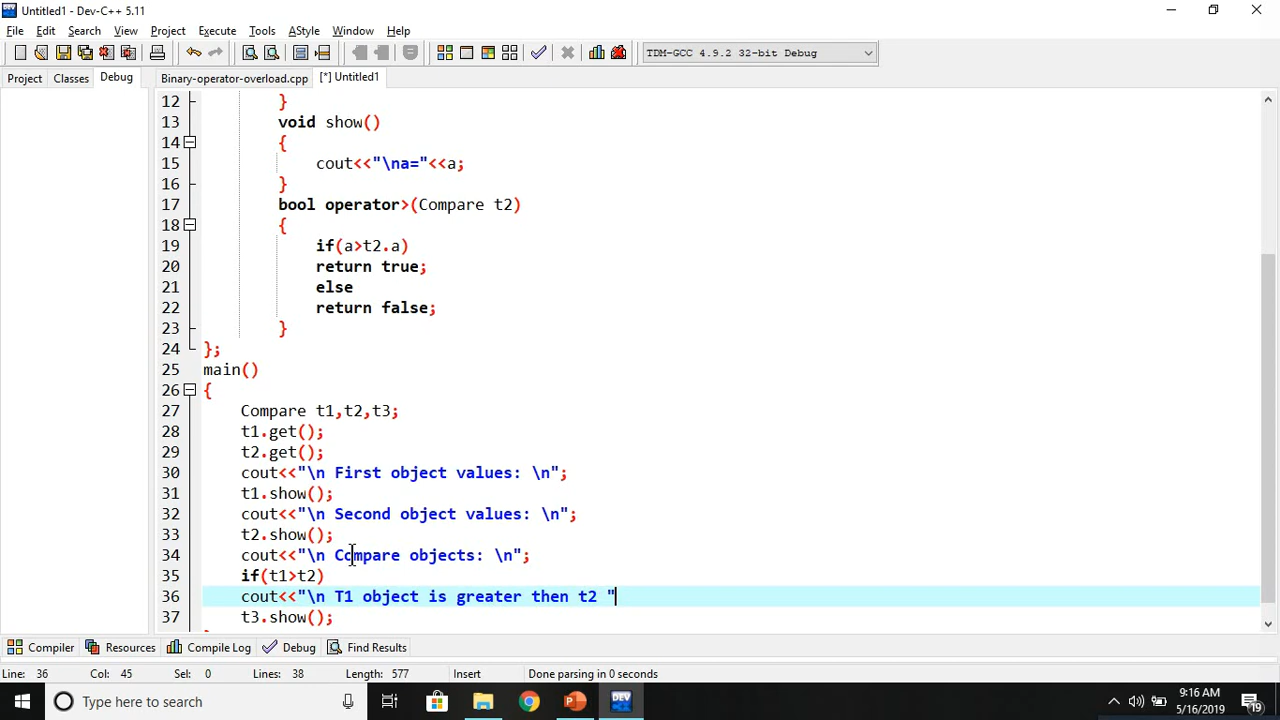 Untitled1 - Dev-C++ 5.11
File Edit Search View Project Execute Tools AStyle Window Help
TDM-GCC 4.9.2 32-bit Debug
Project Classes Debug Binary-operator-overload.cpp [*] Untitled1
12 }
13 void show()
14 {
15 cout<<"\na="<<a;
16 }
17 bool operator>(Compare t2)
18 {
19 if(a>t2.a)
20 return true;
21 else
22 return false;
23 }
24 };
25 main()
26 {
27 Compare t1,t2,t3;
28 t1.get();
29 t2.get();
30 cout<<"\n First object values: \n";
31 t1.show();
32 cout<<"\n Second object values: \n";
33 t2.show();
34 cout<<"\n Compare objects: \n";
35 if(t1>t2)
36 cout<<"\n T1 object is greater then t2 "
37 t3.show();
Compiler Resources Compile Log Debug Find Results
Line: 36 Col: 45 Sel: 0 Lines: 38 Length: 577 Insert Done parsing in 0 seconds
Type here to search
DEV
9:16 AM
5/16/2019
19